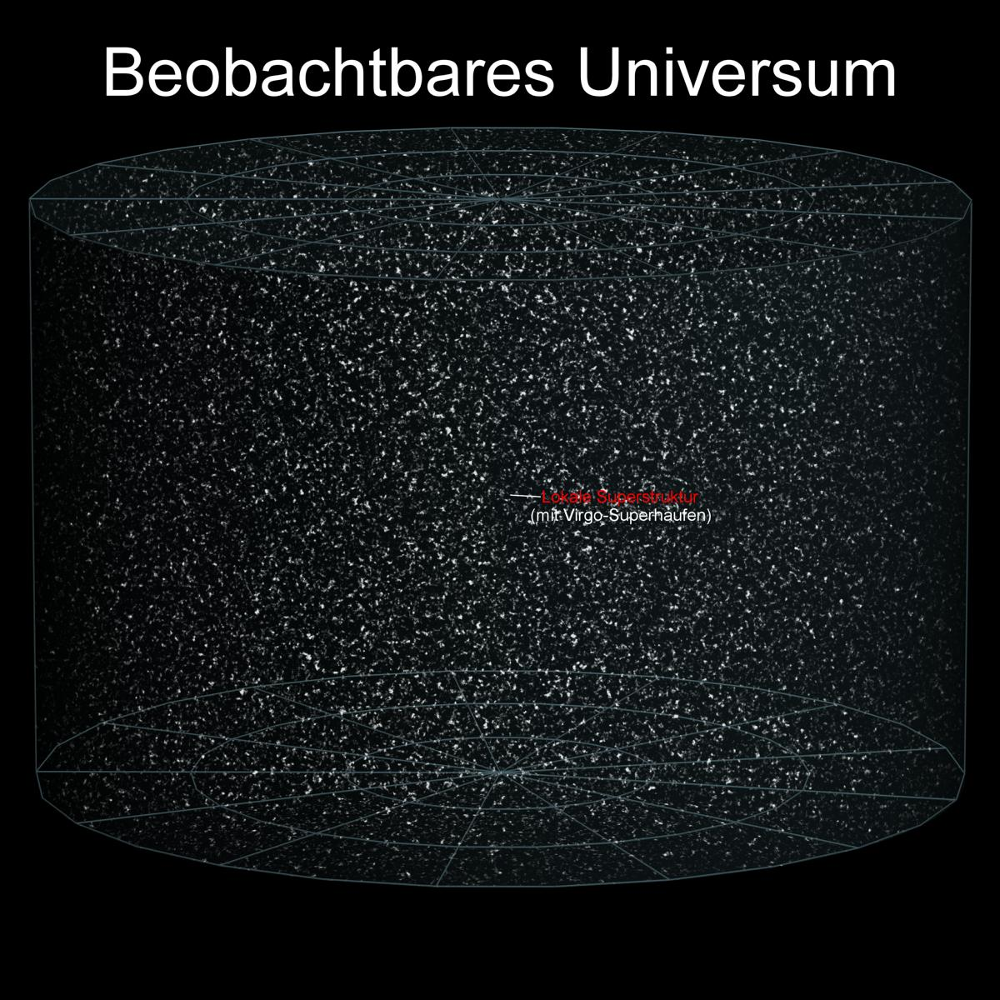 Beobachtbares Universum
Lokale Superstruktur
(mit Virgo-Superhaufen)